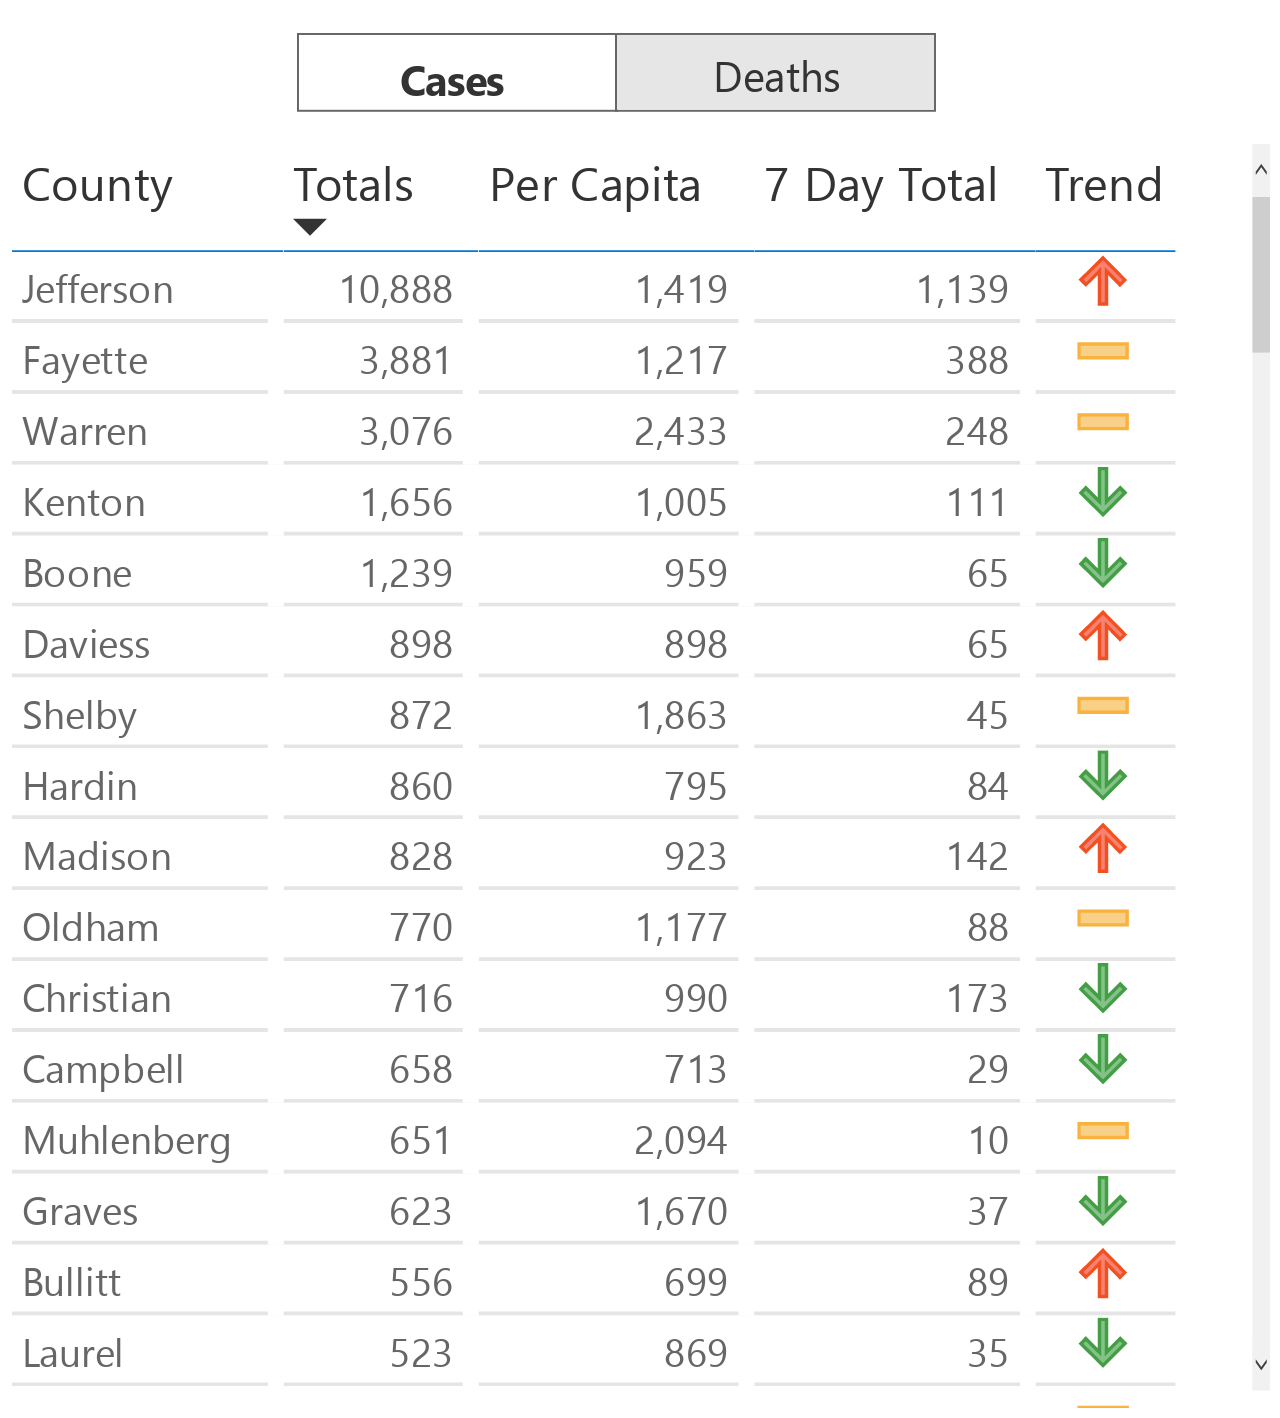 Cases Deaths
County Totals Per Capita 7 Day Total Trend
Jefferson 10,888 1,419 1,139
Fayette 3,881 1,217 388
Warren 3,076 2,433 248
Kenton 1,656 1,005 111
Boone 1,239 959 65
Daviess 898 898 65
Shelby 872 1,863 45
Hardin 860 795 84
Madison 828 923 142
Oldham 770 1,177 88
Christian 716 990 173
Campbell 658 713 29
Muhlenberg 651 2,094 10
Graves 623 1,670 37
Bullitt 556 699 89
Laurel 523 869 35